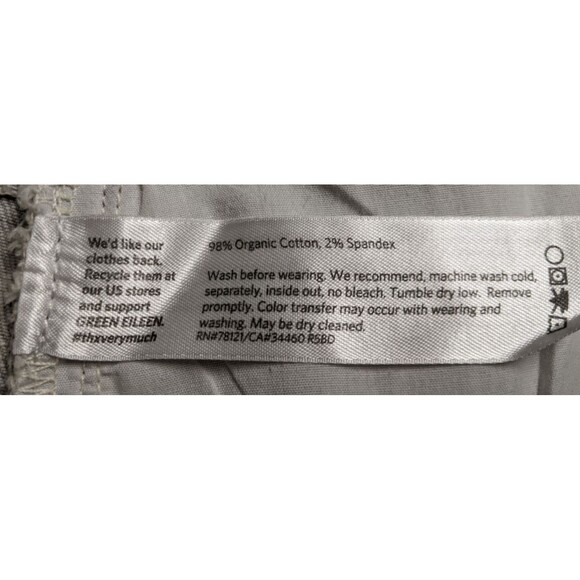 We'd like our
clothes back.
Recycle them at
our US stores
and support
GREEN EILEEN.
#thxverymuch
98% Organic Cotton, 2% Spandex
Wash before wearing. We recommend, machine wash cold,
separately, inside out, no bleach. Tumble dry low. Remove
promptly. Color transfer may occur with wearing and
washing. May be dry cleaned.
RN#78121/CA#34460 R5BD